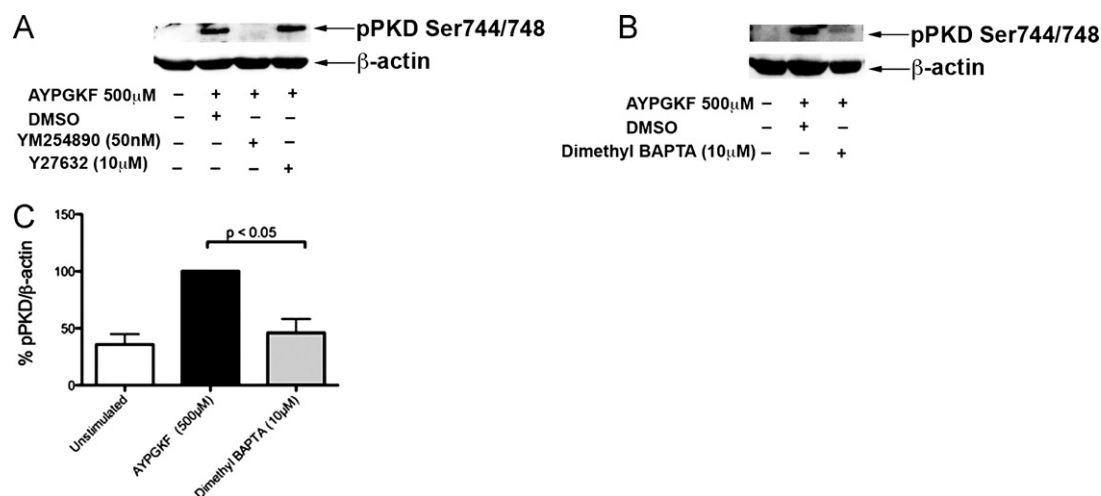 A
pPKD Ser744/748
β-actin
AYPGKF 500μM – + + +
DMSO – + – –
YM254890 (50nM) – – + –
Y27632 (10μM) – – – +
B
pPKD Ser744/748
β-actin
AYPGKF 500μM – + +
DMSO – + –
Dimethyl BAPTA (10μM) – – +
C
% pPKD/β-actin
150
100
50
0
p < 0.05
Unstimulated
AYPGKF (500μM)
Dimethyl BAPTA (10μM)